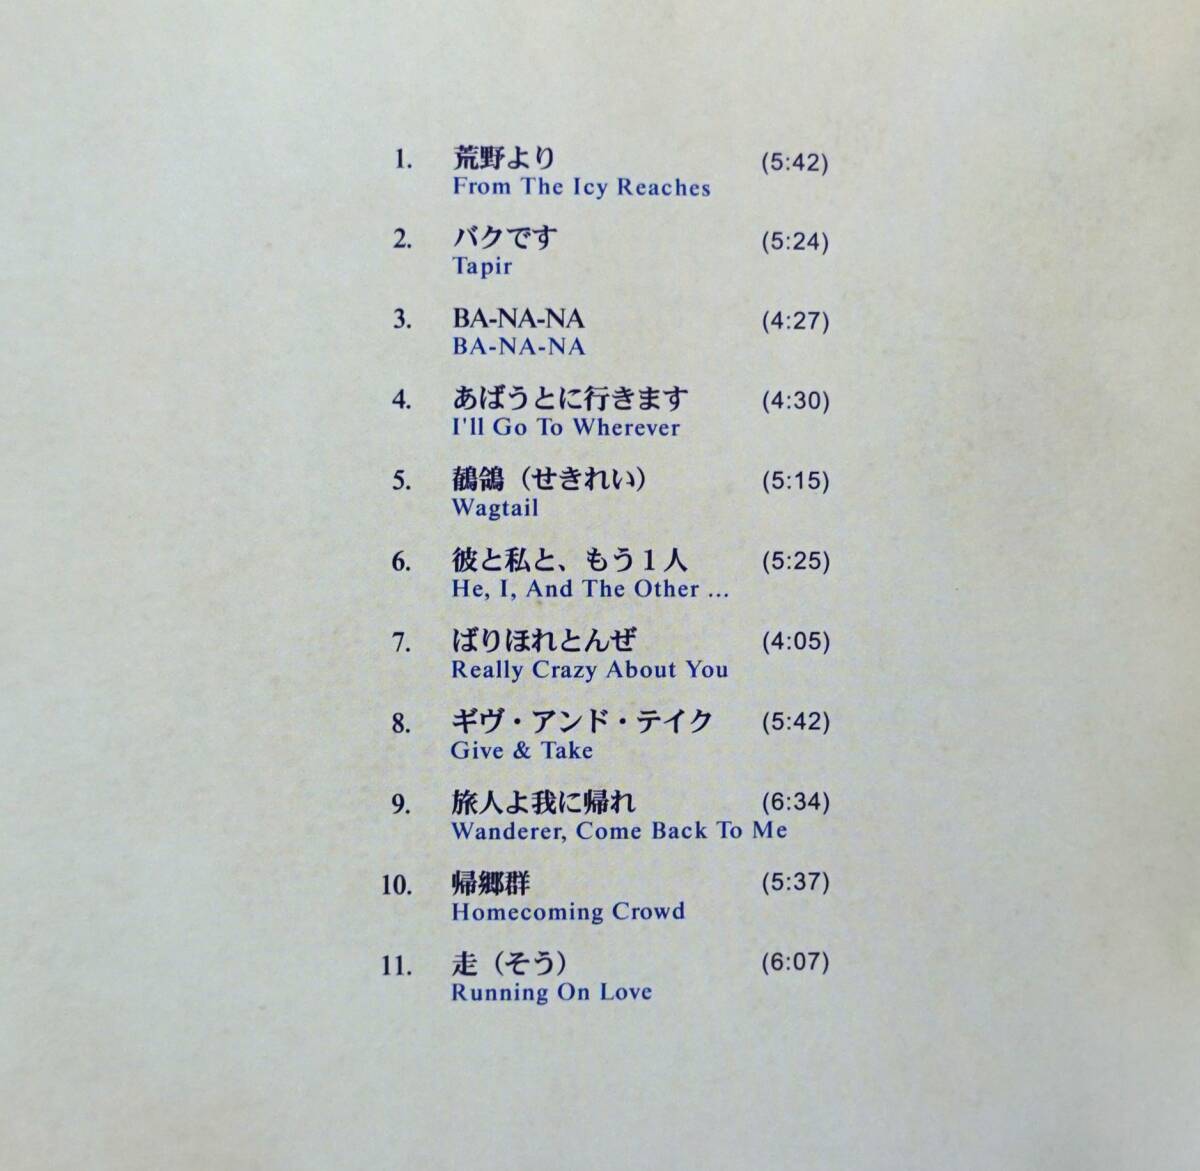 1. 荒野より (5:42)
From The Icy Reaches
2. バクです (5:24)
Tapir
3. BA-NA-NA (4:27)
BA-NA-NA
4. あばうとに行きます (4:30)
I'll Go To Wherever
5. 鶺鴒（せきれい） (5:15)
Wagtail
6. 彼と私と、もう１人 (5:25)
He, I, And The Other ...
7. ばりほれとんぜ (4:05)
Really Crazy About You
8. ギヴ・アンド・テイク (5:42)
Give & Take
9. 旅人よ我に帰れ (6:34)
Wanderer, Come Back To Me
10. 帰郷群 (5:37)
Homecoming Crowd
11. 走（そう） (6:07)
Running On Love